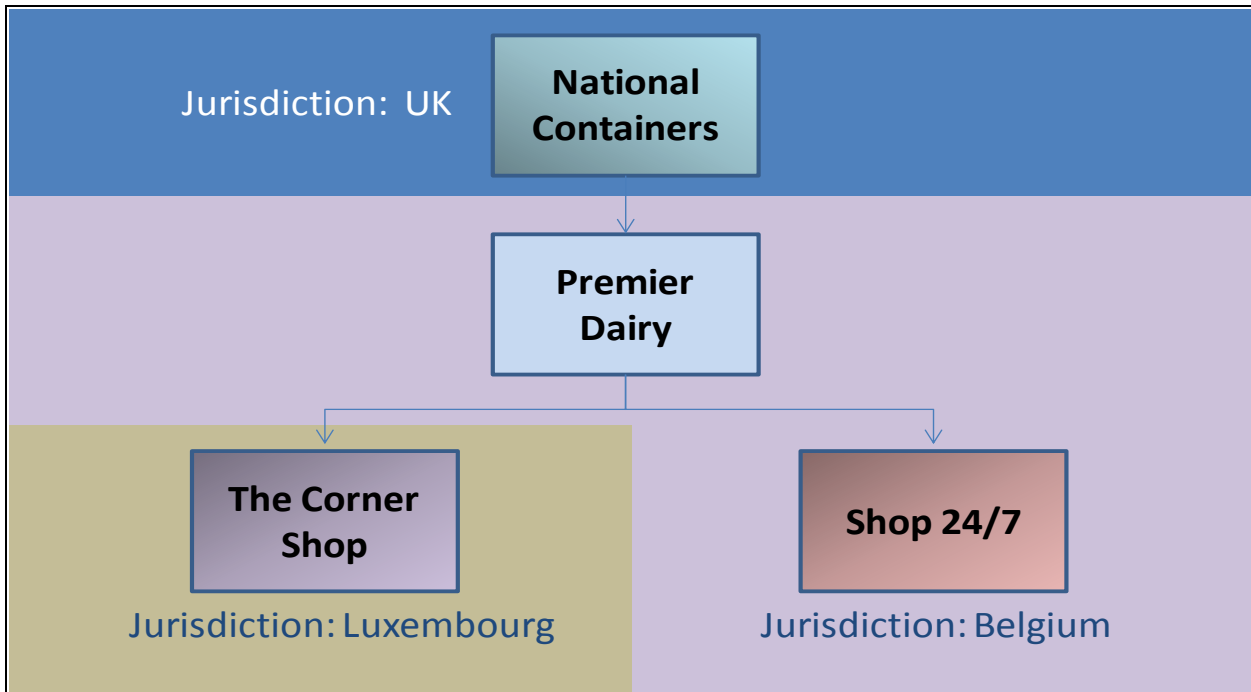 Jurisdiction: UK
National
Containers
Premier
Dairy
The Corner
Shop
Shop 24/7
Jurisdiction: Luxembourg
Jurisdiction: Belgium